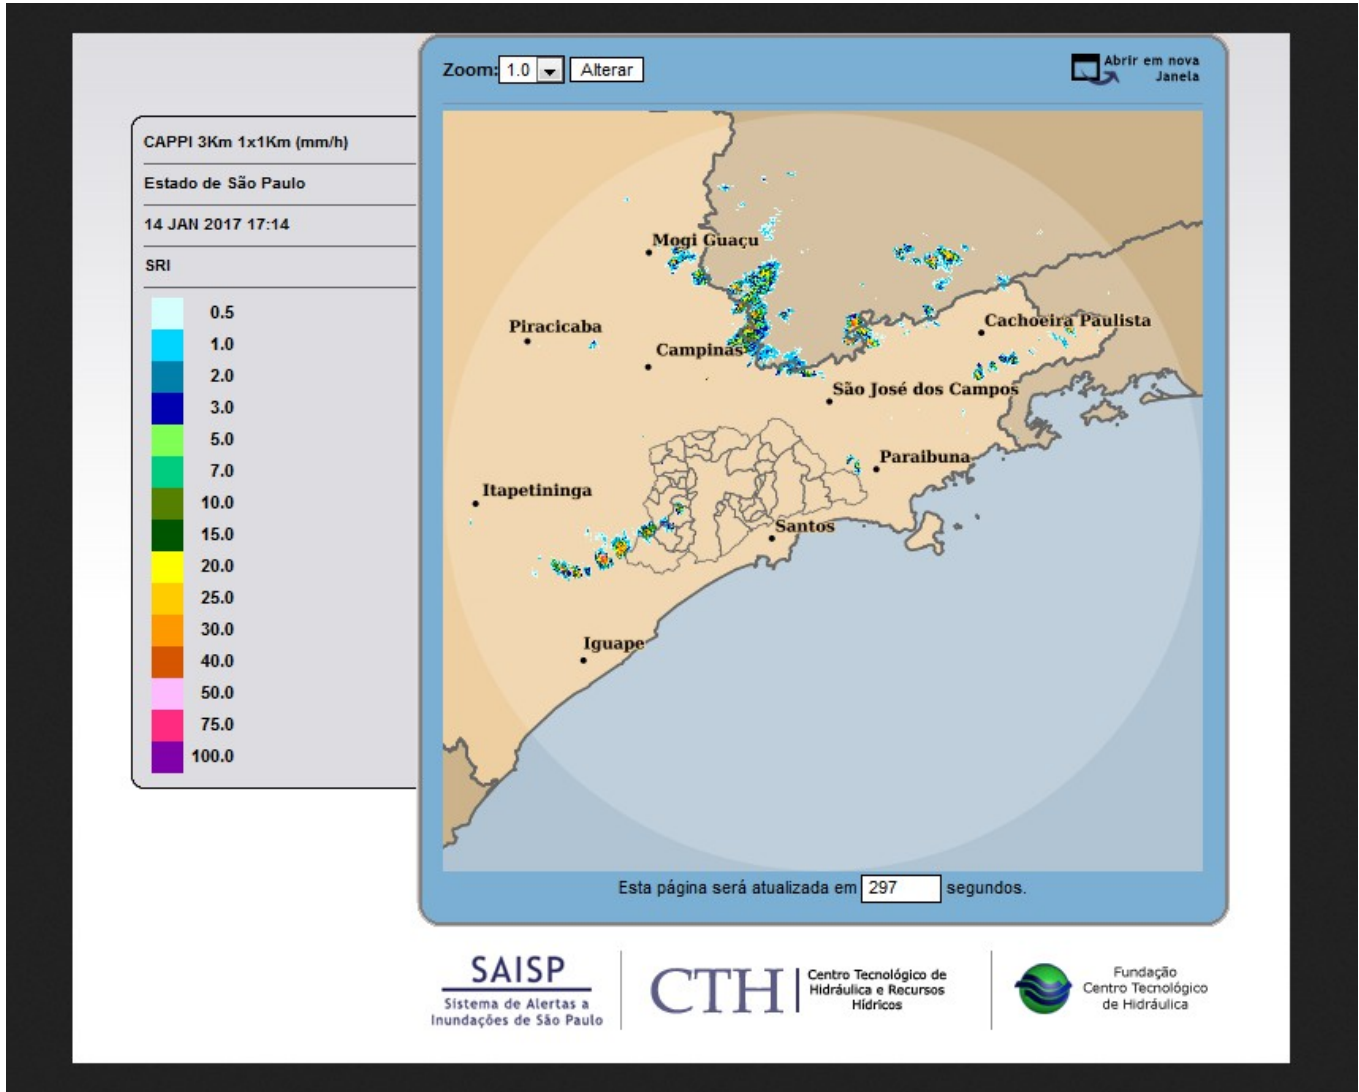 Zoom: 1.0 Alterar
Abrir em nova
Janela
CAPPI 3Km 1x1Km (mm/h)
Estado de São Paulo
14 JAN 2017 17:14
SRI
0.5
1.0
2.0
3.0
5.0
7.0
10.0
15.0
20.0
25.0
30.0
40.0
50.0
75.0
100.0
Mogi Guaçu
Piracicaba
Cachoeira Paulista
Campinas
São José dos Campos
Paraibuna
Itapetininga
Santos
Iguape
Esta página será atualizada em 297 segundos.
SAISP
Sistema de Alertas a
Inundações de São Paulo
CTH
Centro Tecnológico de
Hidráulica e Recursos
Hídricos
Fundação
Centro Tecnológico
de Hidráulica